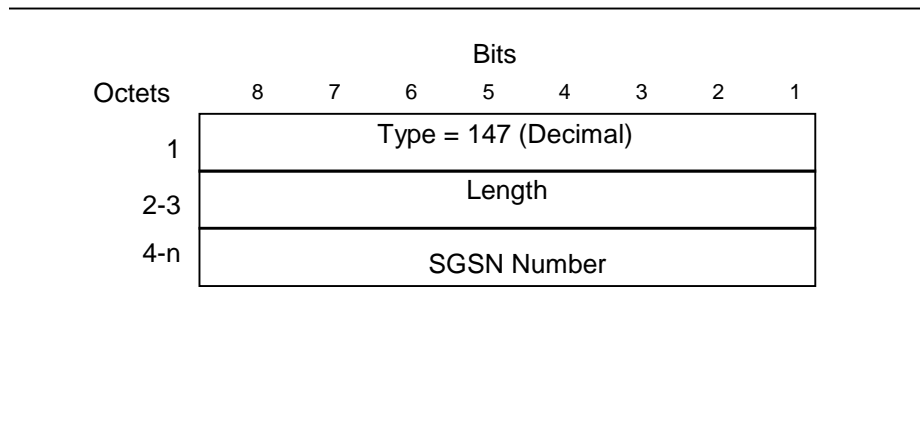 Bits
Octets 8 7 6 5 4 3 2 1
1 Type = 147 (Decimal)
2-3 Length
4-n SGSN Number